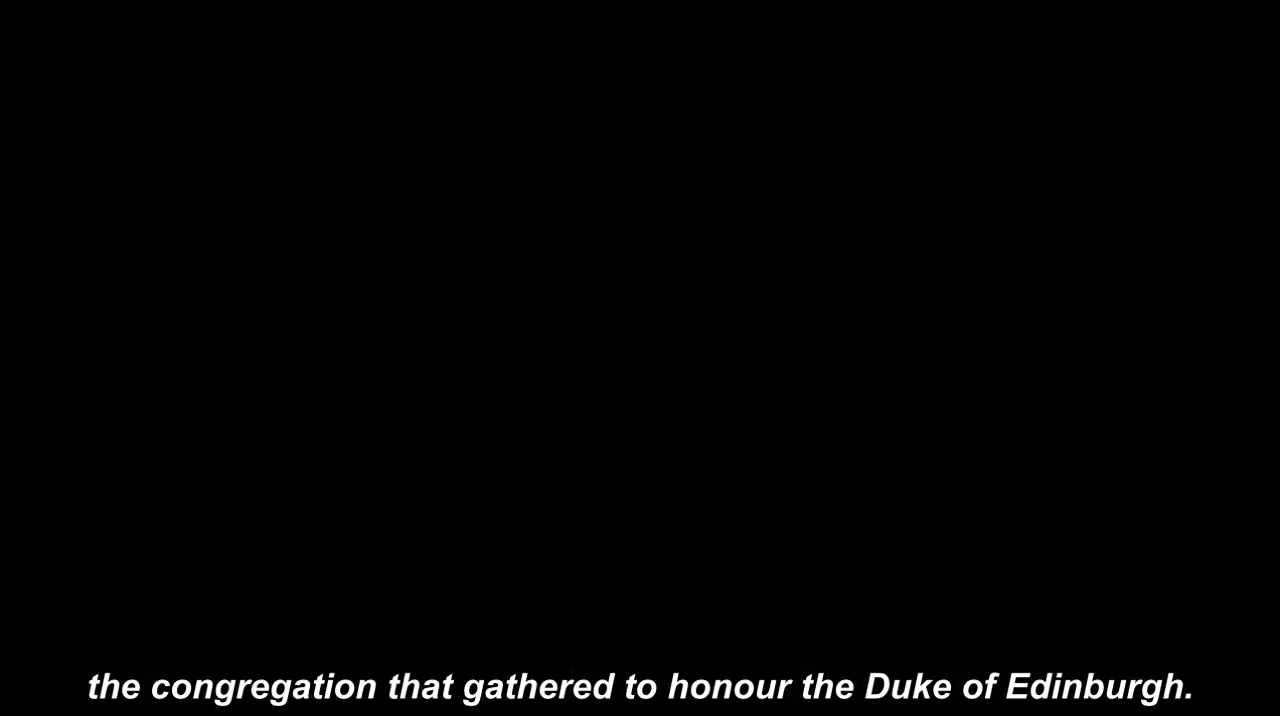 the congregation that gathered to honour the Duke of Edinburgh.